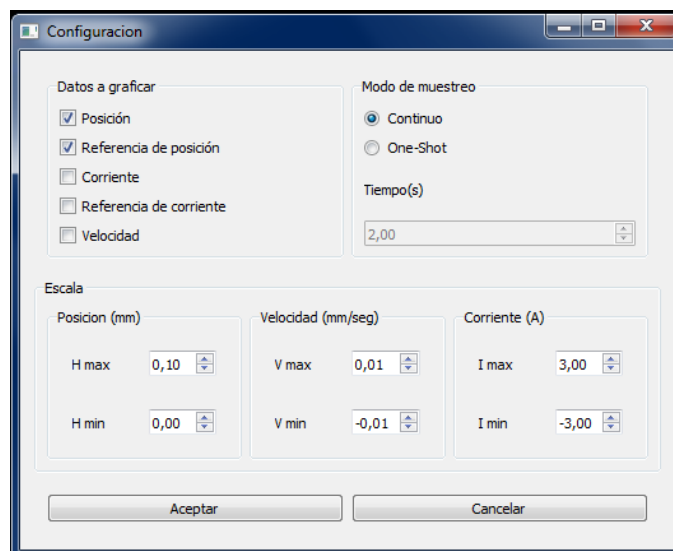 Configuracion
Datos a graficar
Posición
Referencia de posición
Corriente
Referencia de corriente
Velocidad
Modo de muestreo
Continuo
One-Shot
Tiempo(s)
2,00
Escala
Posicion (mm)
H max 0,10
H min 0,00
Velocidad (mm/seg)
V max 0,01
V min -0,01
Corriente (A)
I max 3,00
I min -3,00
Aceptar
Cancelar